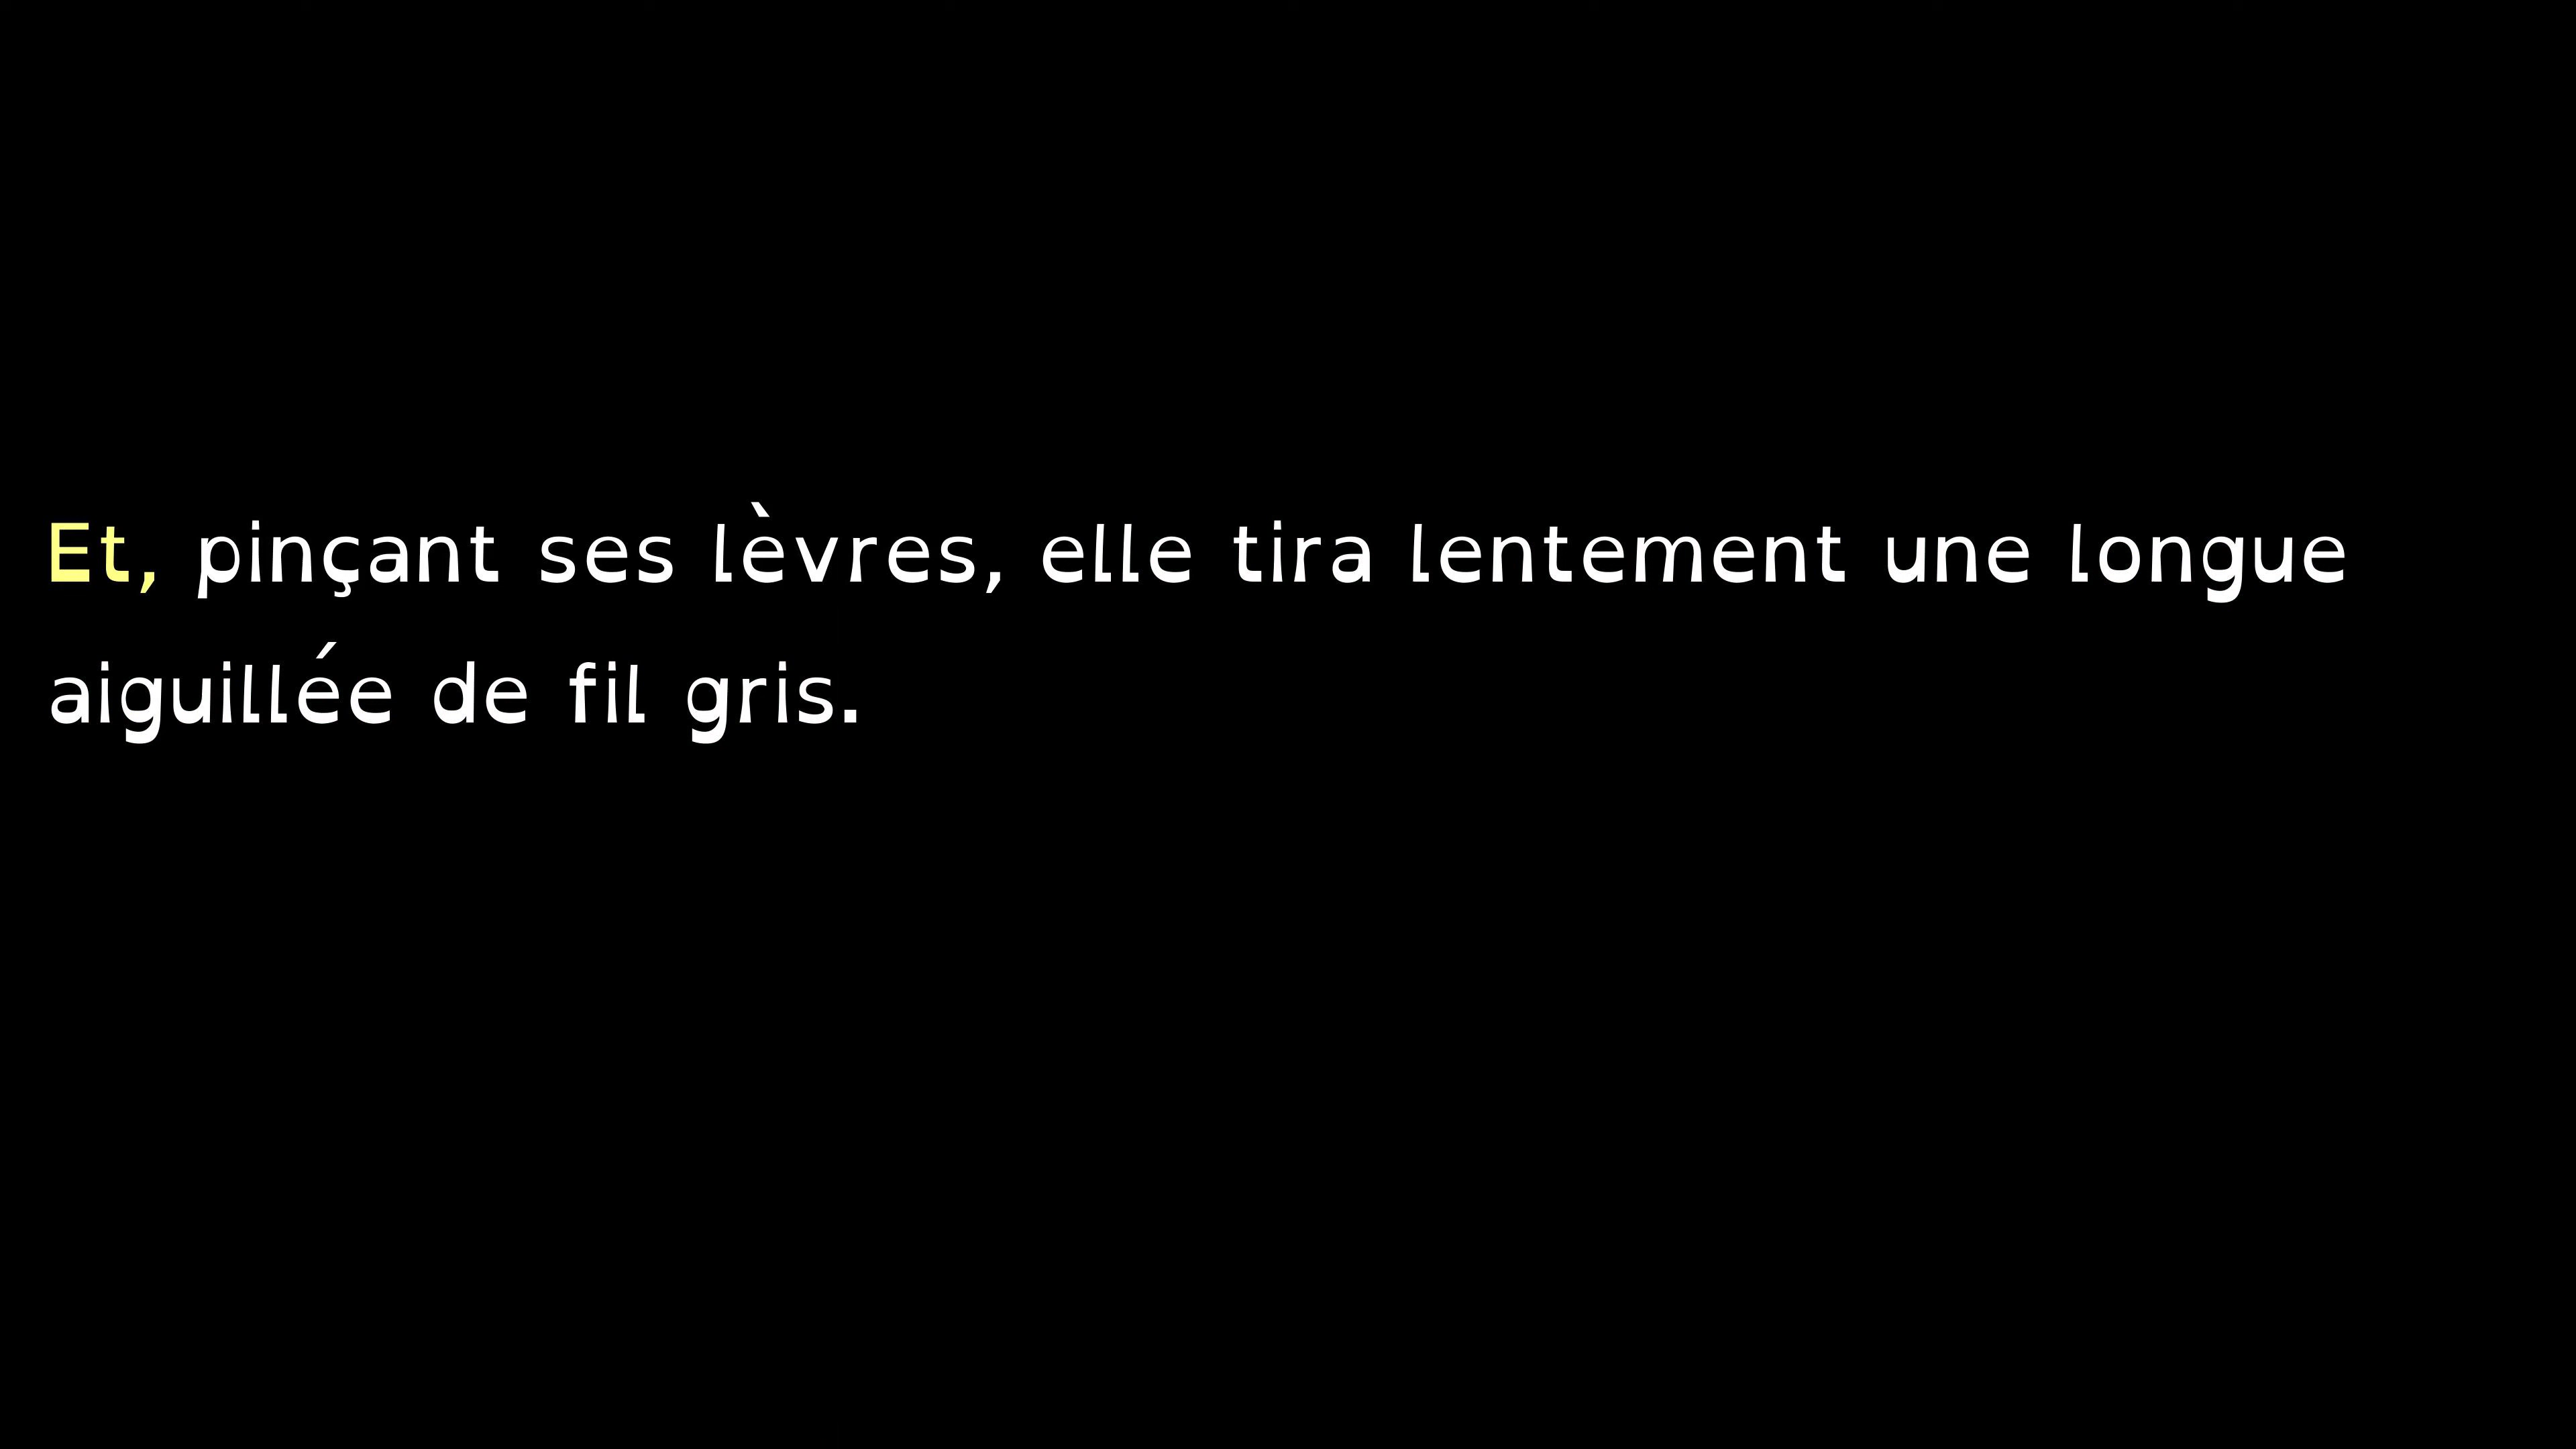 Et, pinçant ses lèvres, elle tira lentement une longue
aiguillée de fil gris.